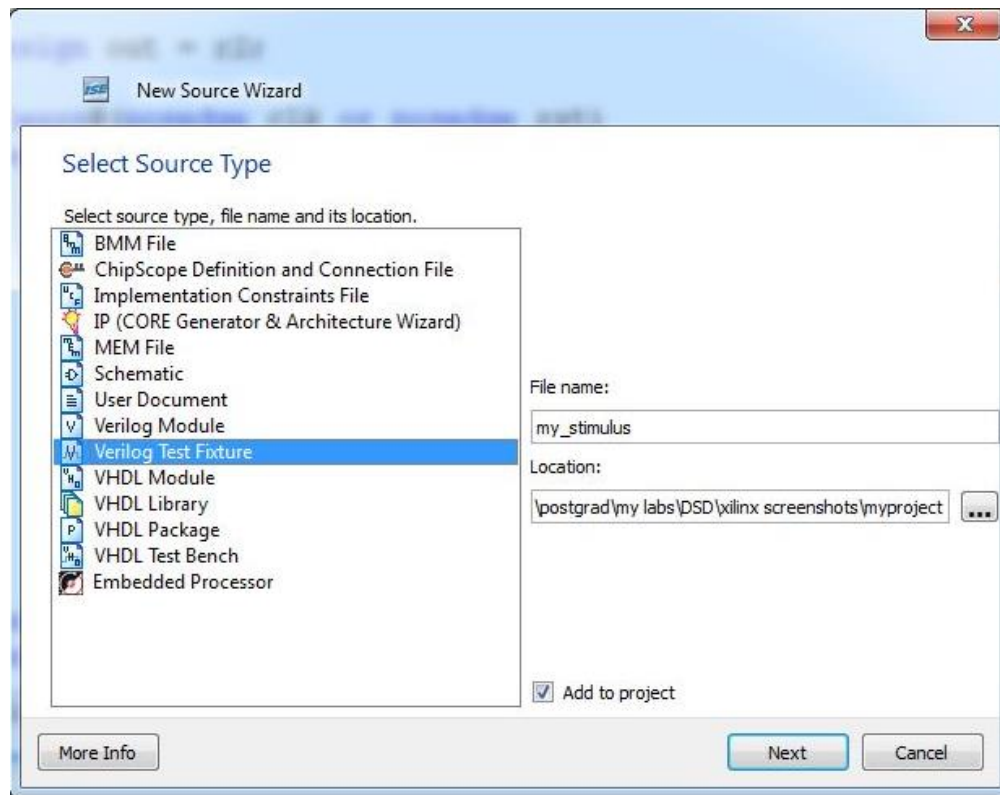 ISE
New Source Wizard
Select Source Type
Select source type, file name and its location.
BMM File
ChipScope Definition and Connection File
Implementation Constraints File
IP (CORE Generator & Architecture Wizard)
MEM File
Schematic
User Document
Verilog Module
Verilog Test Fixture
VHDL Module
VHDL Library
VHDL Package
VHDL Test Bench
Embedded Processor
File name:
my_stimulus
Location:
\postgrad\my labs\DSD\xilinx screenshots\myproject
...
Add to project
More Info
Next
Cancel